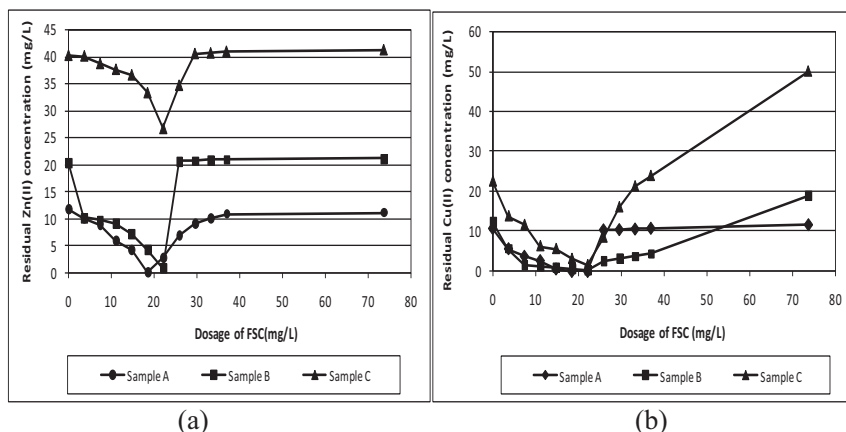 Residual Zn(II) concentration (mg/L)
45
40
35
30
25
20
15
10
5
0
0 10 20 30 40 50 60 70 80
Dosage of FSC(mg/L)
Sample A Sample B Sample C
(a)
Residual Cu(II) concentration (mg/L)
60
50
40
30
20
10
0
0 10 20 30 40 50 60 70 80
Dosage of FSC (mg/L)
Sample A Sample B Sample C
(b)